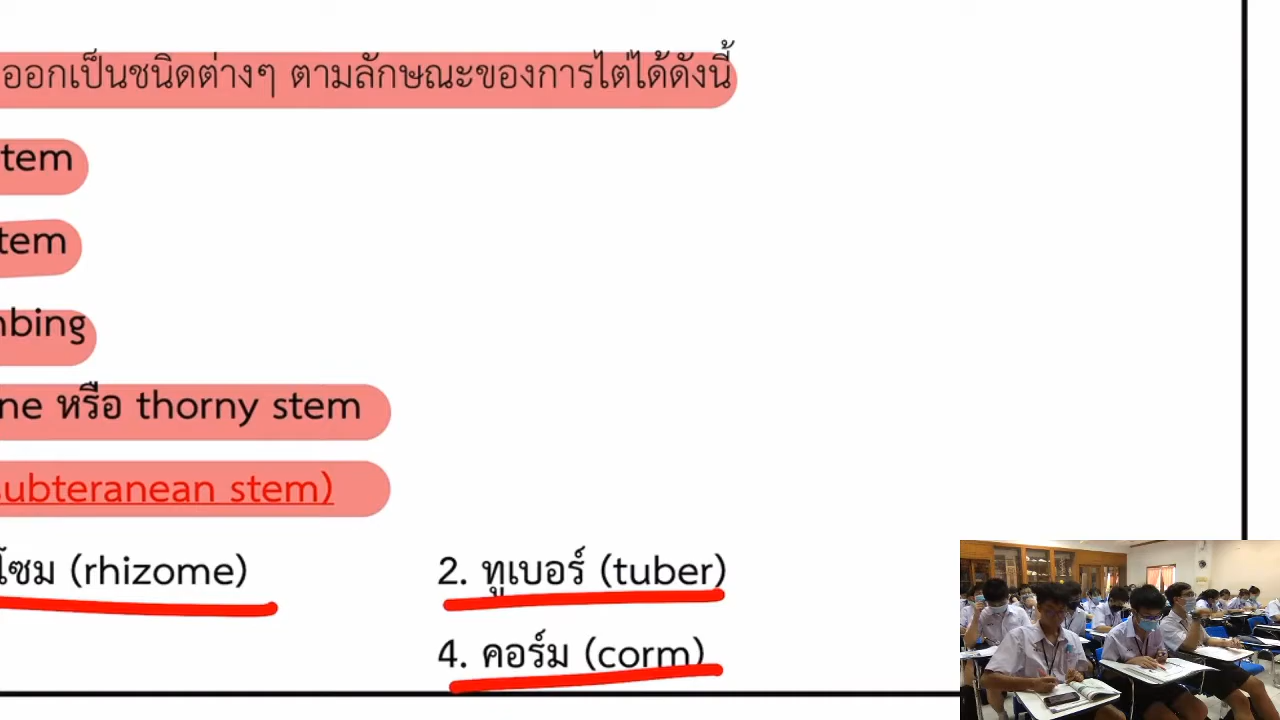 ออกเป็นชนิดต่างๆ ตามลักษณะของการไต่ได้ดังนี้
tem
tem
nbing
ne หรือ thorny stem
subteranean stem)
โซม (rhizome) 2. ทูเบอร์ (tuber)
4. คอร์ม (corm)